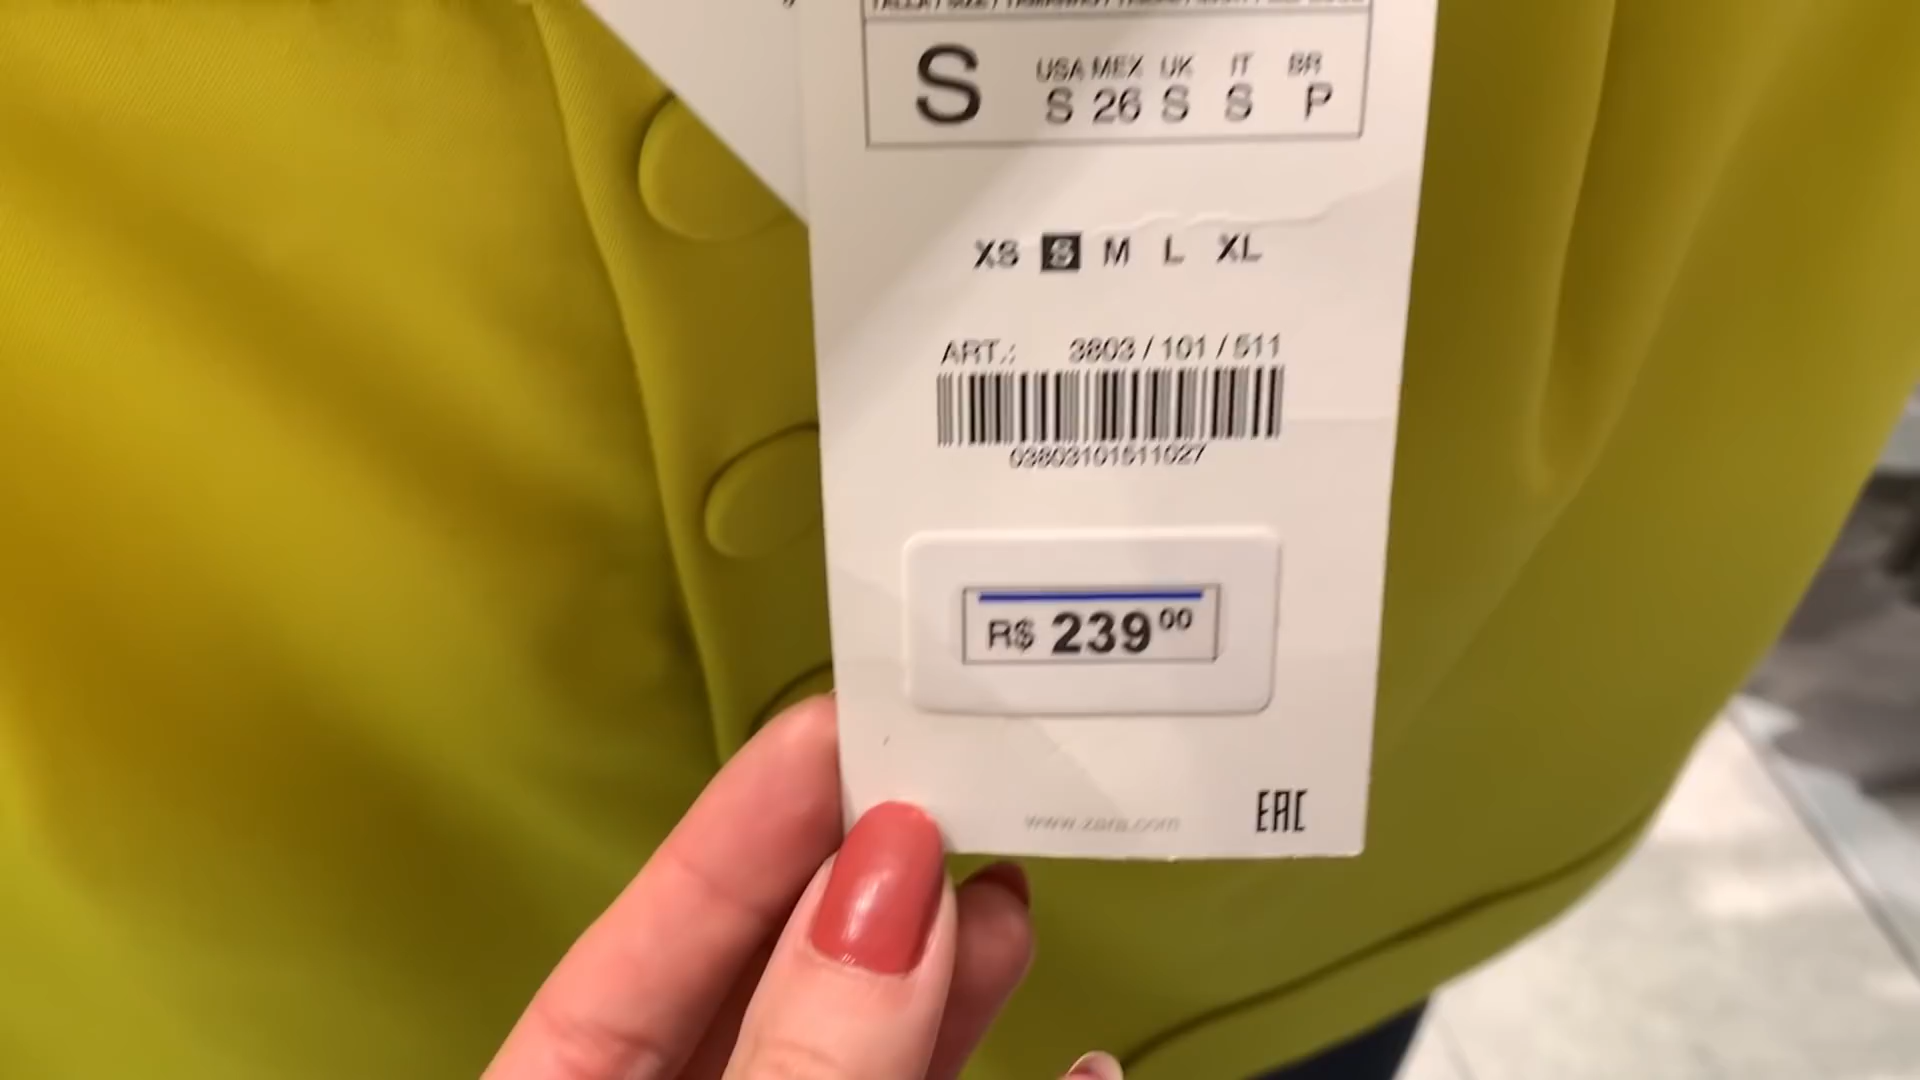 S
USA MEX UK IT BR
S 26 S S P
XS S M L XL
ART.: 3803 / 101 / 511
03803101511027
R$ 239 00
www.zara.com
EAC